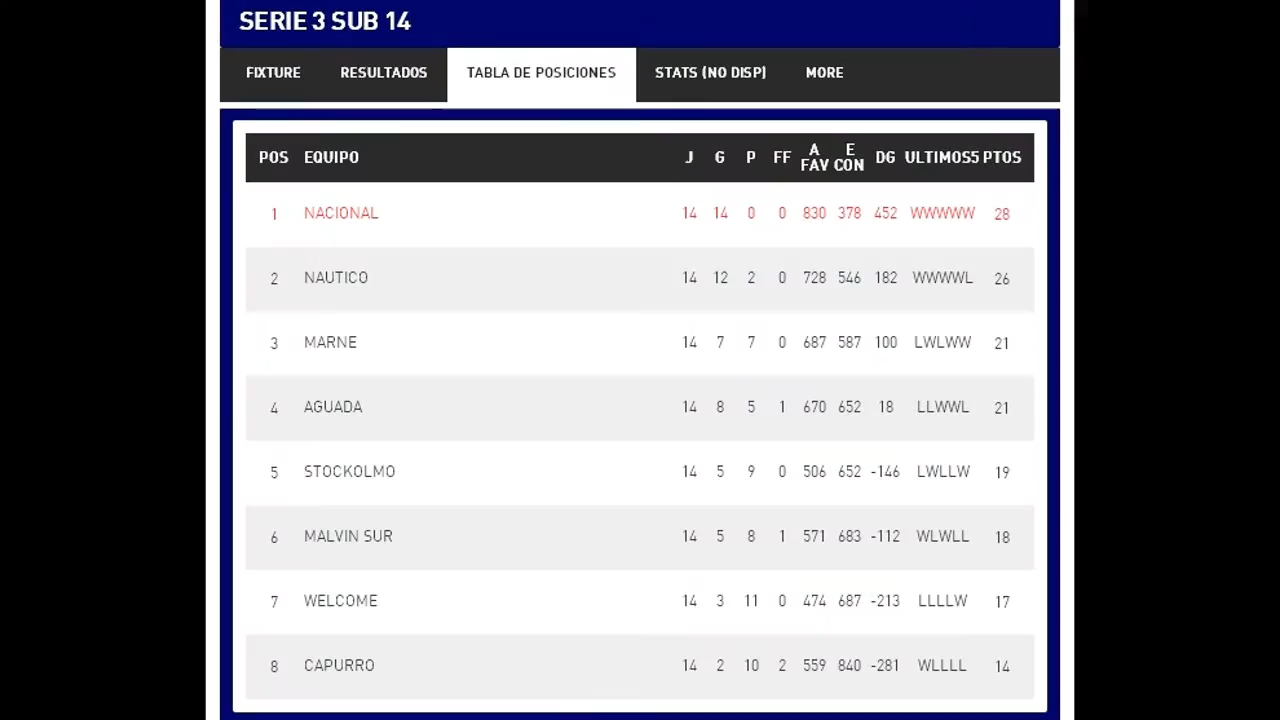 SERIE 3 SUB 14
FIXTURE RESULTADOS TABLA DE POSICIONES STATS (NO DISP) MORE
POS EQUIPO J G P FF A FAV E CON DG ULTIMOS5 PTOS
1 NACIONAL 14 14 0 0 830 378 452 WWWWW 28
2 NAUTICO 14 12 2 0 728 546 182 WWWWL 26
3 MARNE 14 7 7 0 687 587 100 LWLWW 21
4 AGUADA 14 8 5 1 670 652 18 LLWWL 21
5 STOCKOLMO 14 5 9 0 506 652 -146 LWLLW 19
6 MALVIN SUR 14 5 8 1 571 683 -112 WLWLL 18
7 WELCOME 14 3 11 0 474 687 -213 LLLLW 17
8 CAPURRO 14 2 10 2 559 840 -281 WLLLL 14